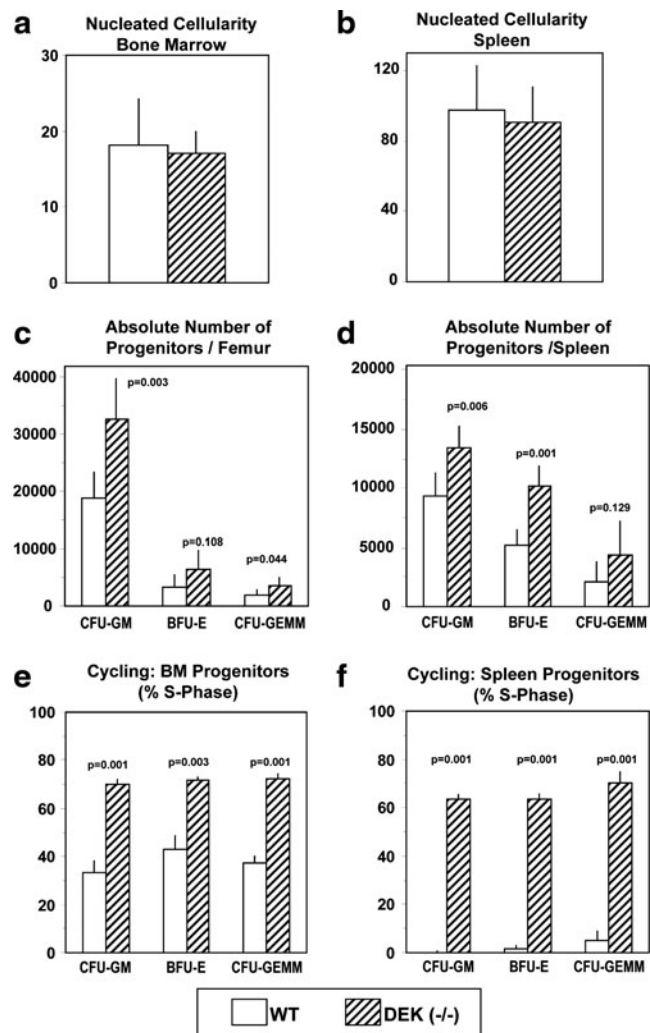 a
Nucleated Cellularity
Bone Marrow
30
20
10
0
b
Nucleated Cellularity
Spleen
120
80
40
0
c
Absolute Number of
Progenitors / Femur
40000
30000
20000
10000
0
p=0.003
p=0.108
p=0.044
CFU-GM BFU-E CFU-GEMM
d
Absolute Number of
Progenitors /Spleen
20000
15000
10000
5000
0
p=0.006
p=0.001
p=0.129
CFU-GM BFU-E CFU-GEMM
e
Cycling: BM Progenitors
(% S-Phase)
100
80
60
40
20
0
p=0.001 p=0.003 p=0.001
CFU-GM BFU-E CFU-GEMM
f
Cycling: Spleen Progenitors
(% S-Phase)
100
80
60
40
20
0
p=0.001 p=0.001 p=0.001
CFU-GM BFU-E CFU-GEMM
WT DEK (-/-)